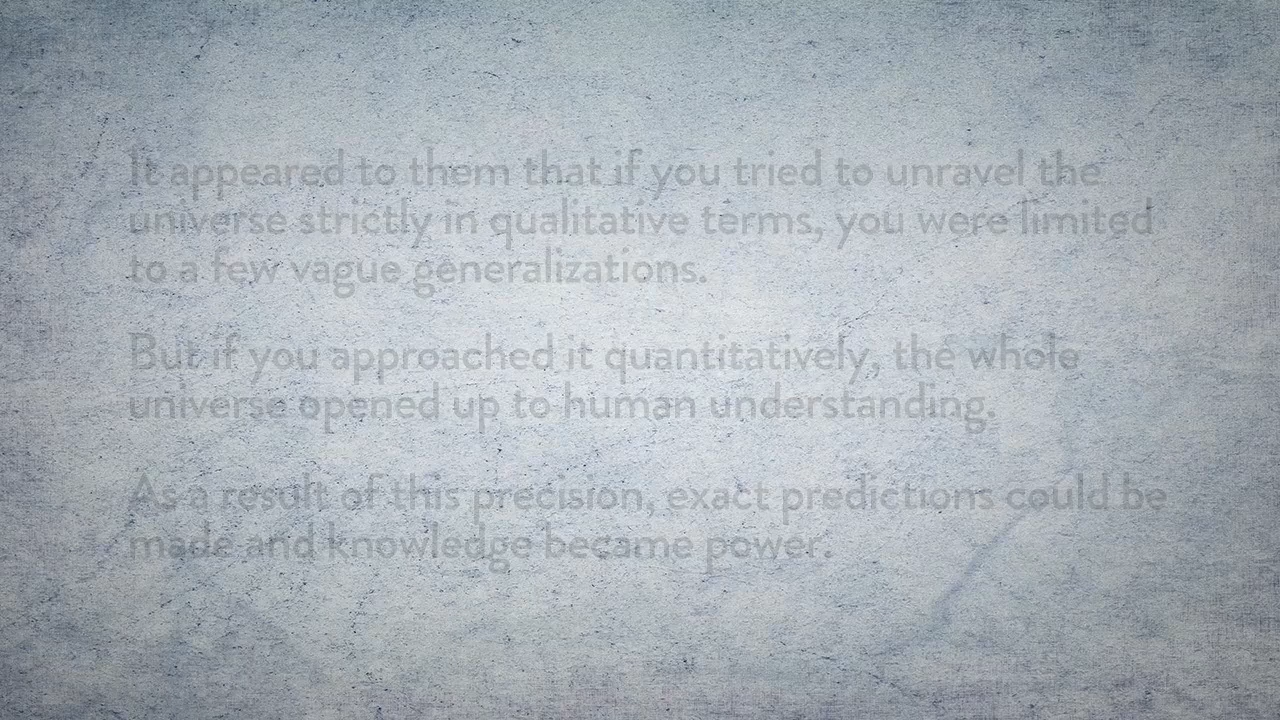 It appeared to them that if you tried to unravel the
universe strictly in qualitative terms, you were limited
to a few vague generalizations.
But if you approached it quantitatively, the whole
universe opened up to human understanding.
As a result of this precision, exact predictions could be
made and knowledge became power.